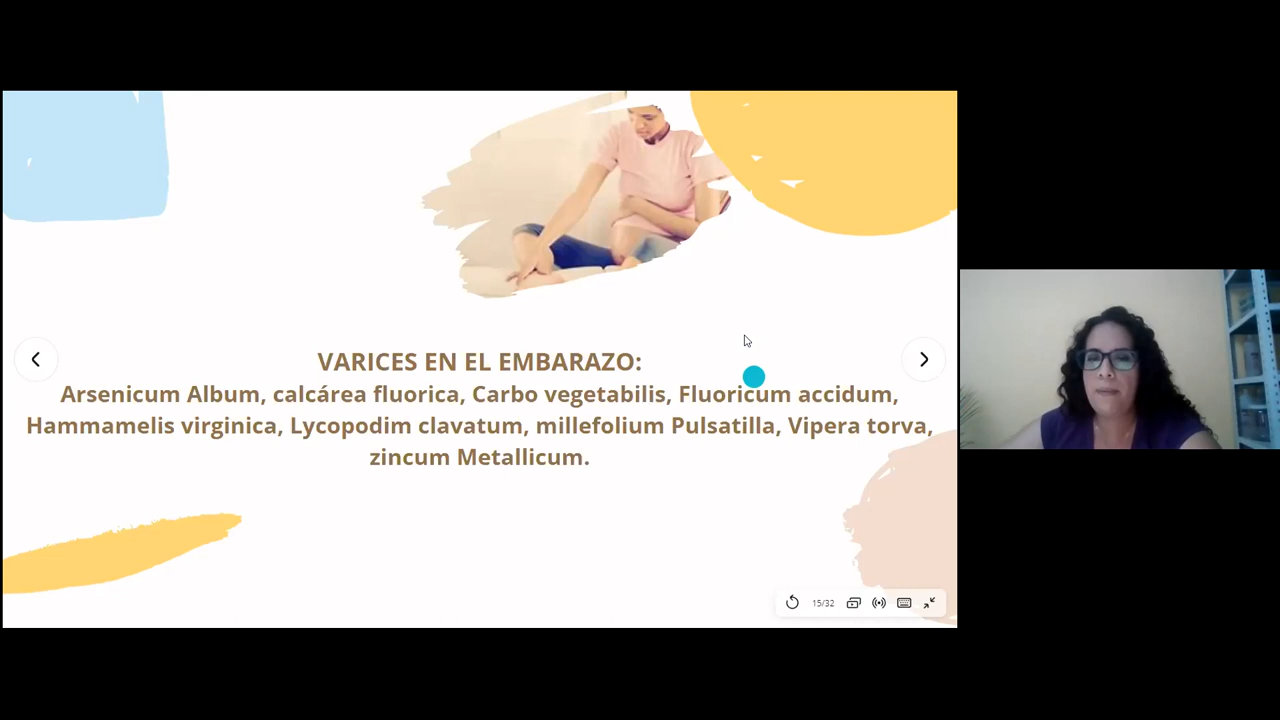 VARICES EN EL EMBARAZO:
Arsenicum Album, calcárea fluorica, Carbo vegetabilis, Fluoricum accidum,
Hammamelis virginica, Lycopodim clavatum, millefolium Pulsatilla, Vipera torva,
zincum Metallicum.
15/32